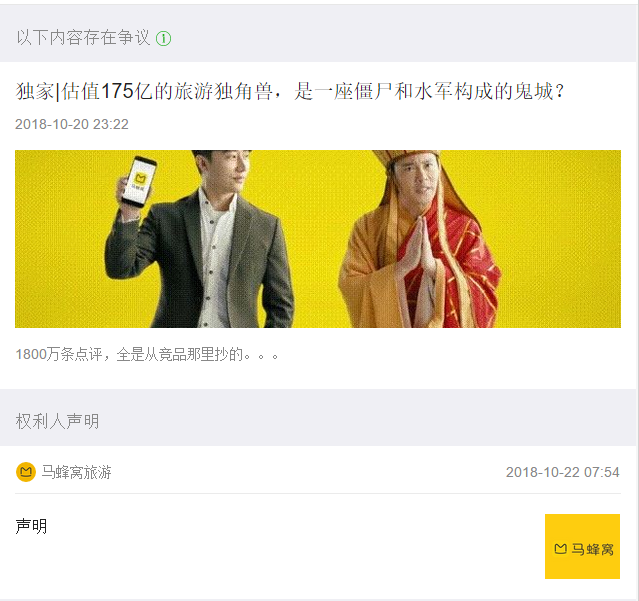 以下内容存在争议
独家|估值175亿的旅游独角兽，是一座僵尸和水军构成的鬼城？
2018-10-20 23:22
马蜂窝
1800万条点评，全是从竞品那里抄的。。。
权利人声明
马蜂窝旅游
2018-10-22 07:54
声明
马蜂窝